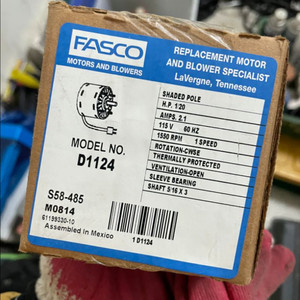 FASCO
MOTORS AND BLOWERS
REPLACEMENT MOTOR
AND BLOWER SPECIALIST
LaVergne, Tennessee
MODEL NO.
D1124
SHADED POLE
H.P. 1/20
AMPS. 2.1
115 V 60 HZ
1550 RPM 1 SPEED
ROTATION-CWSE
THERMALLY PROTECTED
VENTILATION-OPEN
SLEEVE BEARING
SHAFT 5/16 X 3
S58-485
M0814
61199330-10
Assembled In Mexico
1 D1124